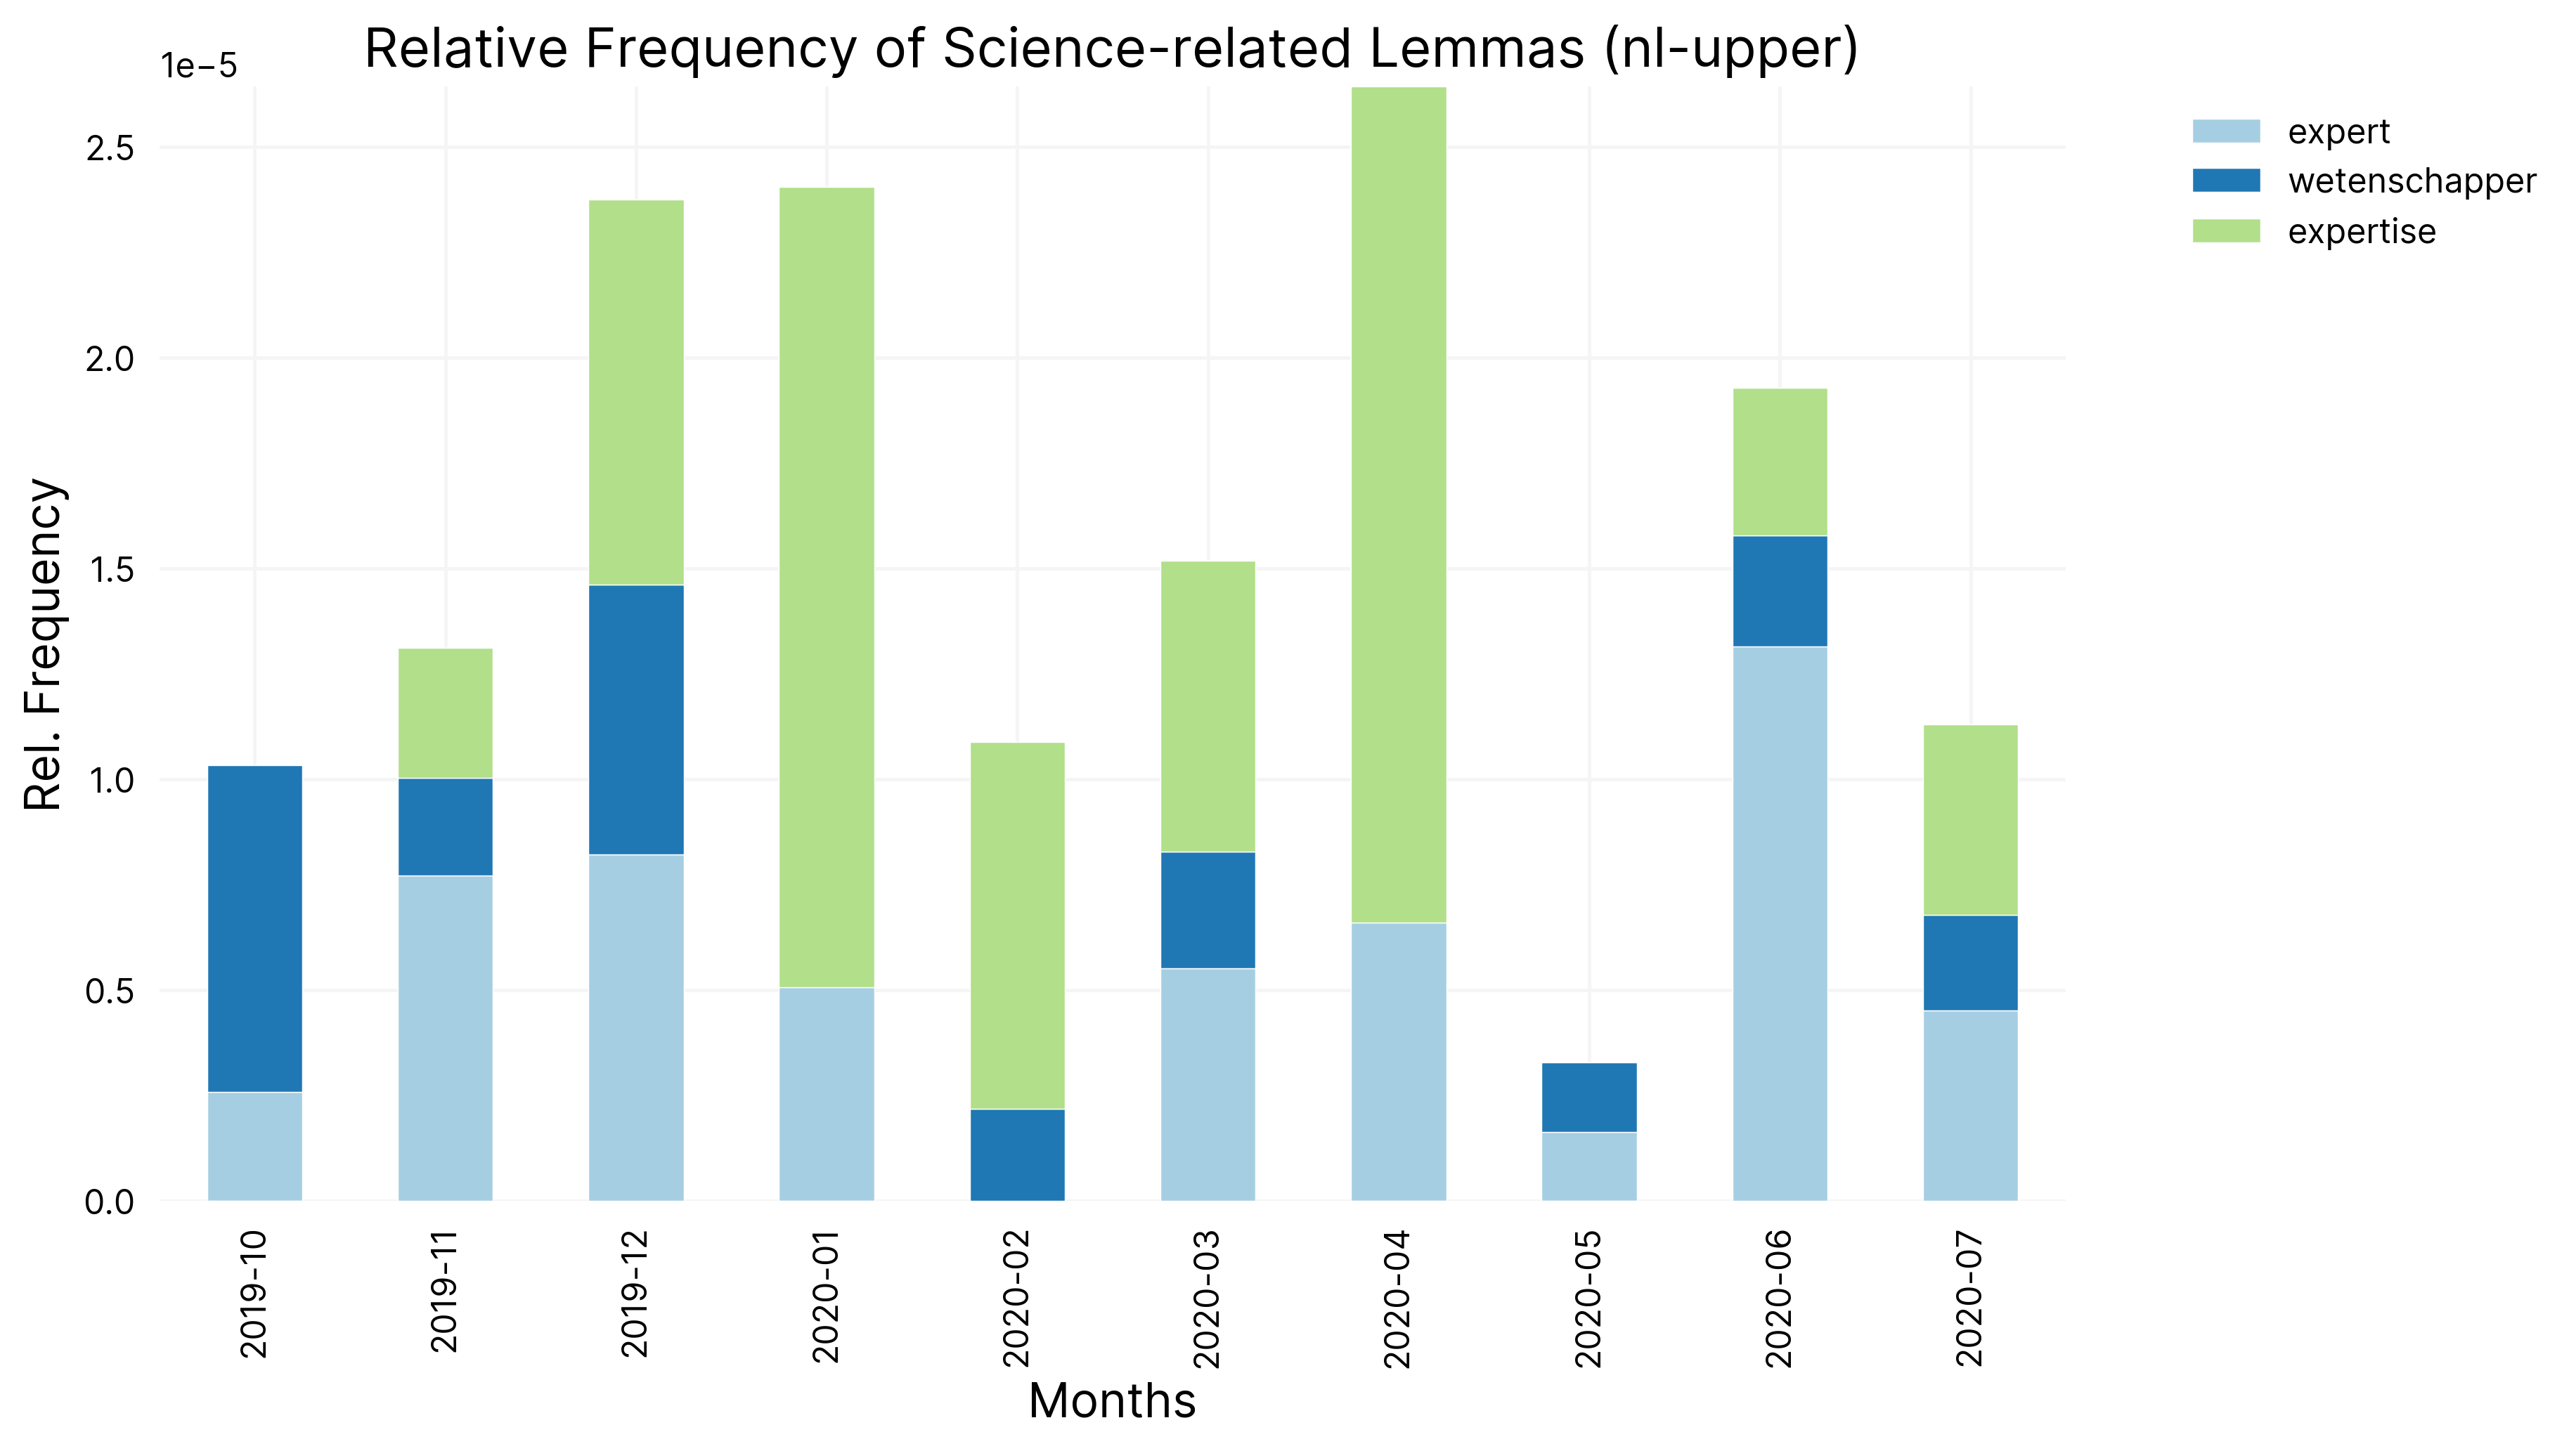 Relative Frequency of Science-related Lemmas (nl-upper)
1e−5
2.5
2.0
1.5
1.0
0.5
0.0
Rel. Frequency
2019-10
2019-11
2019-12
2020-01
2020-02
2020-03
2020-04
2020-05
2020-06
2020-07
Months
expert
wetenschapper
expertise